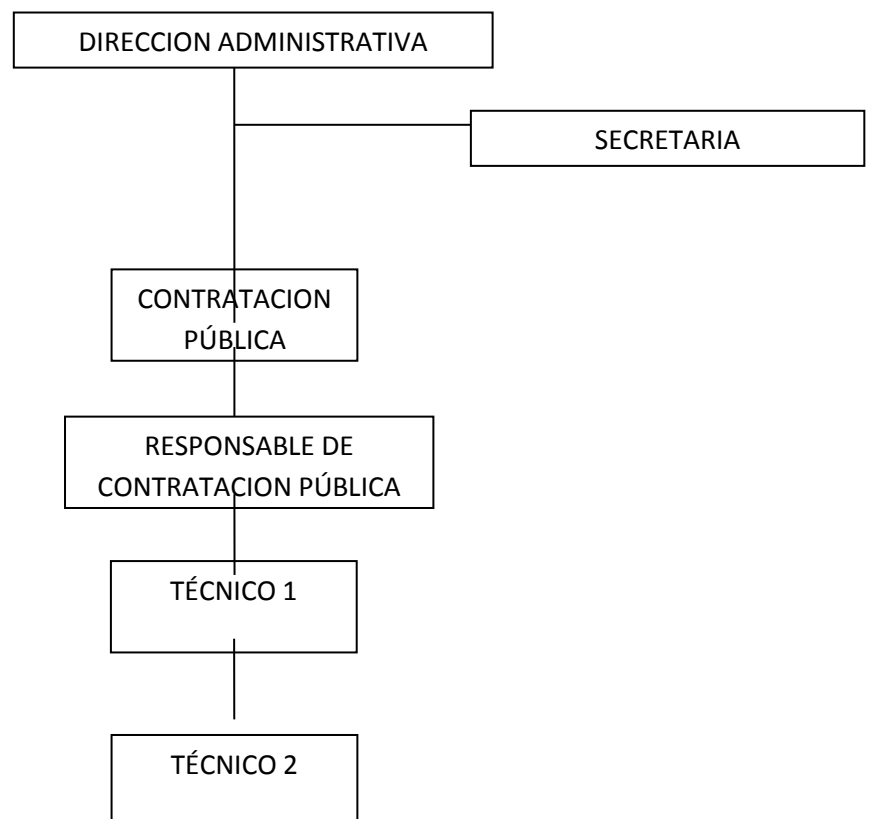 DIRECCION ADMINISTRATIVA
SECRETARIA
CONTRATACION
PÚBLICA
RESPONSABLE DE
CONTRATACION PÚBLICA
TÉCNICO 1
TÉCNICO 2